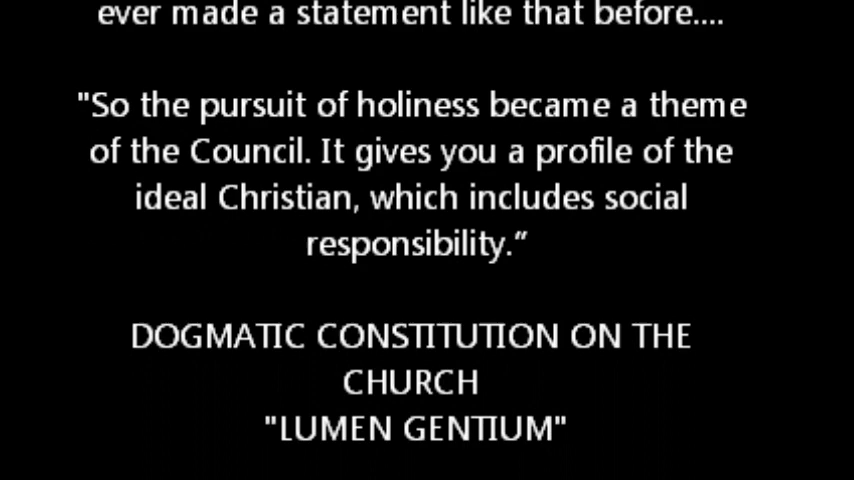 ever made a statement like that before....
"So the pursuit of holiness became a theme
of the Council. It gives you a profile of the
ideal Christian, which includes social
responsibility.”
DOGMATIC CONSTITUTION ON THE
CHURCH
"LUMEN GENTIUM"